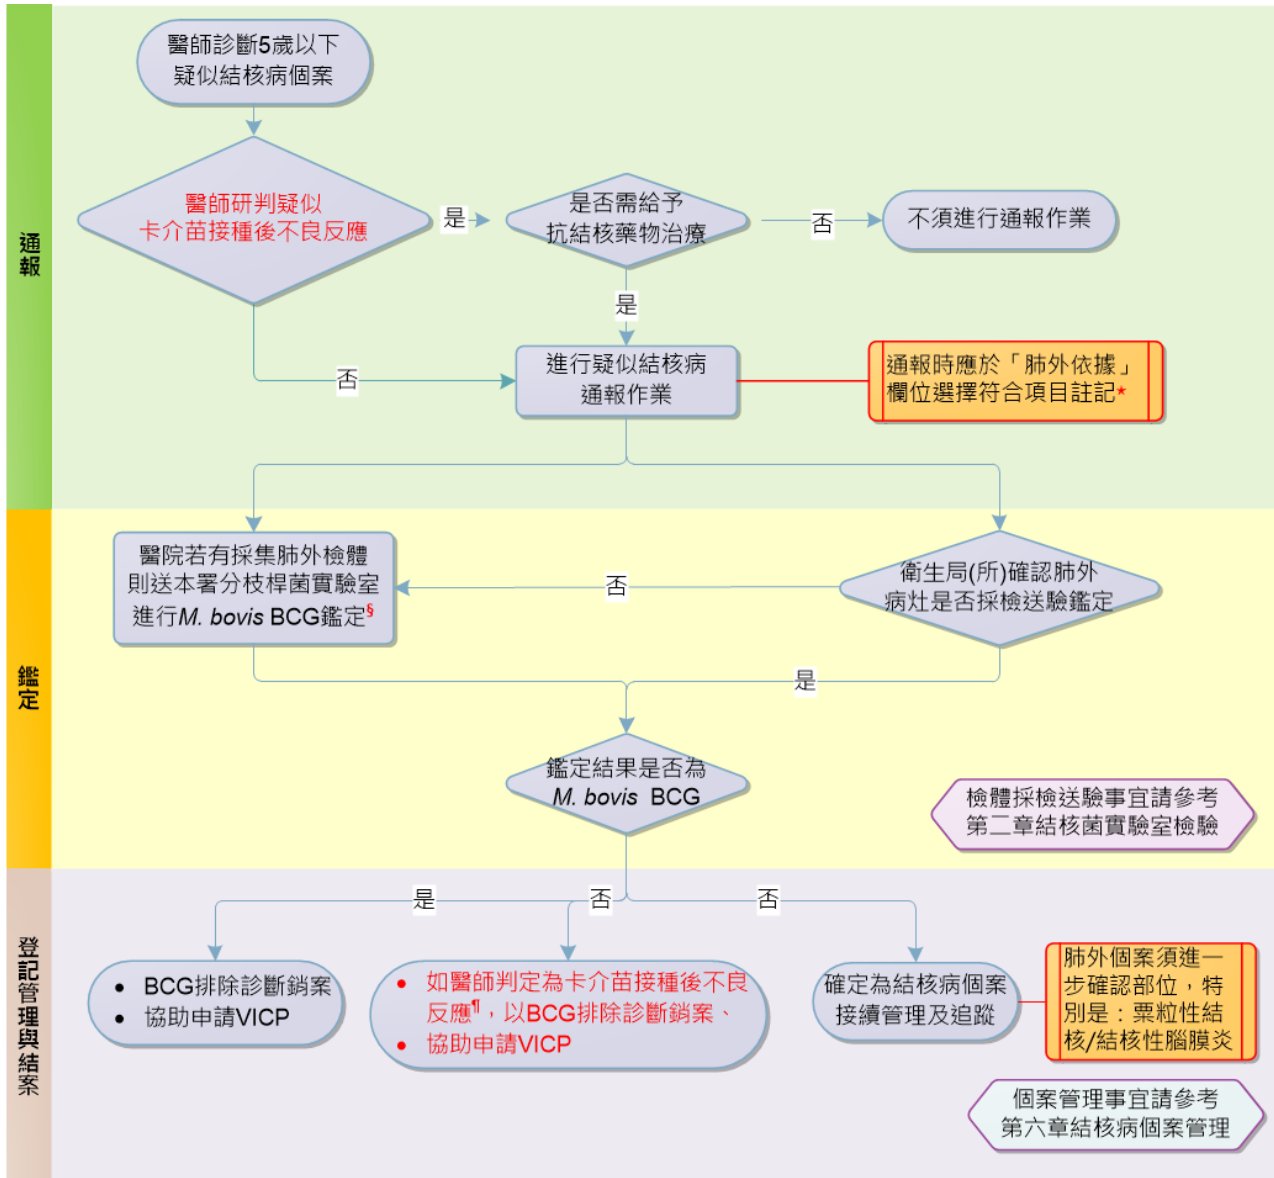 醫師診斷5歲以下
疑似結核病個案
醫師研判疑似
卡介苗接種後不良反應
是
是否需給予
抗結核藥物治療
否
不須進行通報作業
是
否
進行疑似結核病
通報作業
通報時應於「肺外依據」
欄位選擇符合項目註記*
通報
醫院若有採集肺外檢體
則送本署分枝桿菌實驗室
進行M. bovis BCG鑑定§
否
衛生局(所)確認肺外
病灶是否採檢送驗鑑定
是
鑑定結果是否為
M. bovis BCG
檢體採檢送驗事宜請參考
第二章結核菌實驗室檢驗
鑑定
是
否
否
• BCG排除診斷銷案
• 協助申請VICP
• 如醫師判定為卡介苗接種後不良
反應¶，以BCG排除診斷銷案、
• 協助申請VICP
確定為結核病個案
接續管理及追蹤
肺外個案須進一
步確認部位，特
別是：粟粒性結
核/結核性腦膜炎
個案管理事宜請參考
第六章結核病個案管理
登記管理與結案